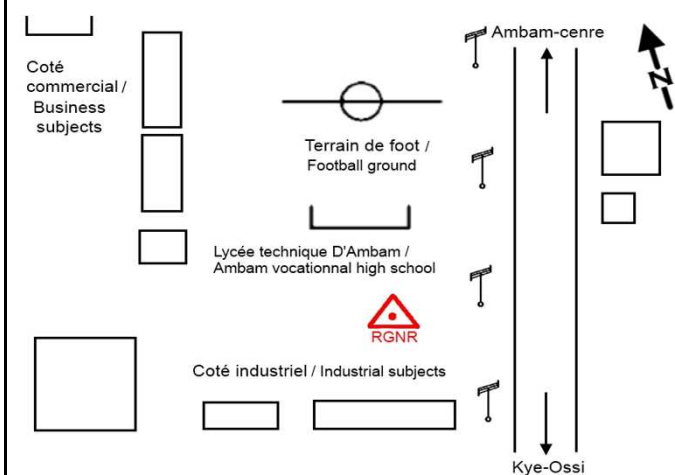 Ambam-cenre
N
Coté
commercial /
Business
subjects
Terrain de foot /
Football ground
Lycée technique D'Ambam /
Ambam vocationnal high school
RGNR
Coté industriel / Industrial subjects
Kye-Ossi